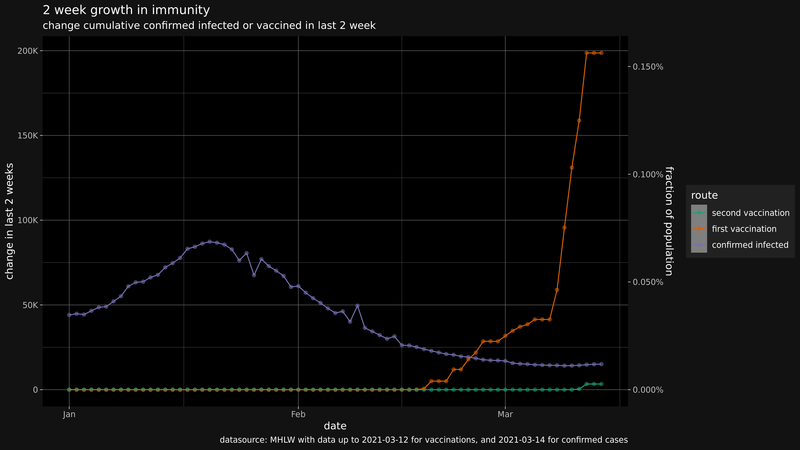 2 week growth in immunity
change cumulative confirmed infected or vaccined in last 2 week
200K
150K
100K
50K
0
change in last 2 weeks
0.150%
0.100%
0.050%
0.000%
fraction of population
Jan
Feb
Mar
date
route
second vaccination
first vaccination
confirmed infected
datasource: MHLW with data up to 2021-03-12 for vaccinations, and 2021-03-14 for confirmed cases